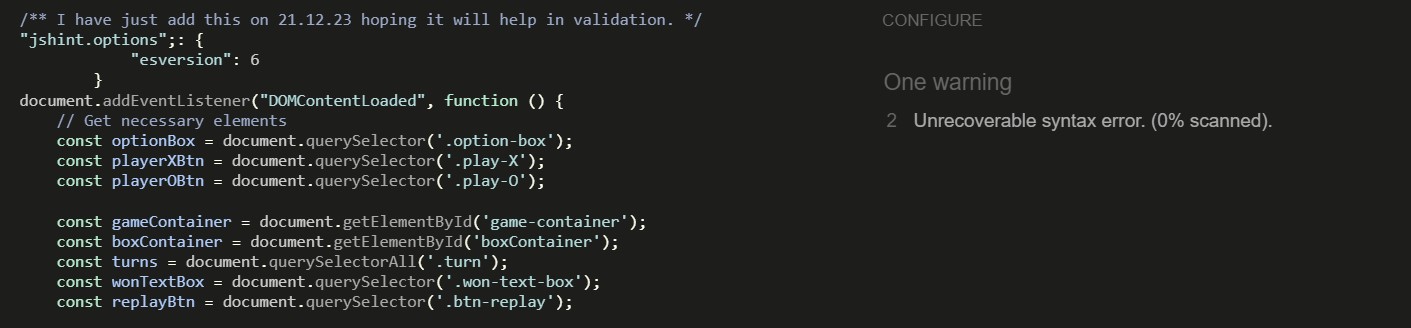 /** I have just add this on 21.12.23 hoping it will help in validation. */
"jshint.options";: {
"esversion": 6
}
document.addEventListener("DOMContentLoaded", function () {
// Get necessary elements
const optionBox = document.querySelector('.option-box');
const playerXBtn = document.querySelector('.play-X');
const playerOBtn = document.querySelector('.play-O');
const gameContainer = document.getElementById('game-container');
const boxContainer = document.getElementById('boxContainer');
const turns = document.querySelectorAll('.turn');
const wonTextBox = document.querySelector('.won-text-box');
const replayBtn = document.querySelector('.btn-replay');
CONFIGURE
One warning
2 Unrecoverable syntax error. (0% scanned).